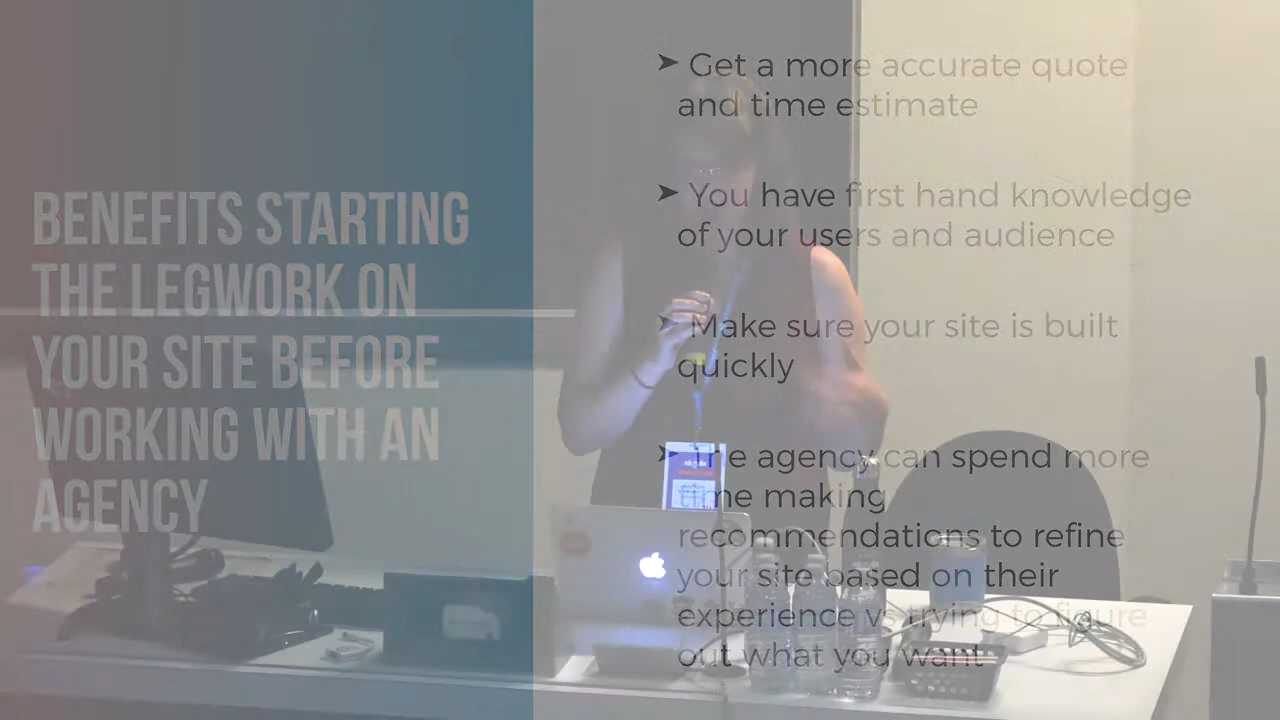 BENEFITS STARTING
THE LEGWORK ON
YOUR SITE BEFORE
WORKING WITH AN
AGENCY
➤ Get a more accurate quote
and time estimate
➤ You have first hand knowledge
of your users and audience
➤ Make sure your site is built
quickly
➤ The agency can spend more
time making
recommendations to refine
your site based on their
experience vs trying to figure
out what you want